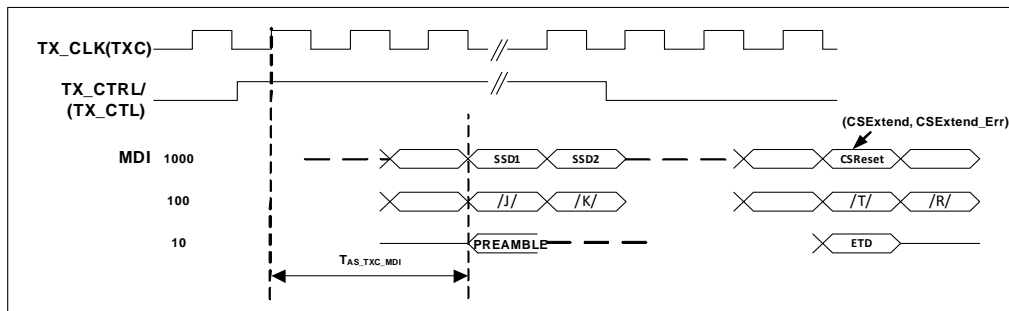 TX_CLK(TXC)
TX_CTRL/
(TX_CTL)
(CSExtend, CSExtend_Err)
MDI 1000 SSD1 SSD2 CSReset
100 /J/ /K/ /T/ /R/
10 PREAMBLE ETD
TAS_TXC_MDI